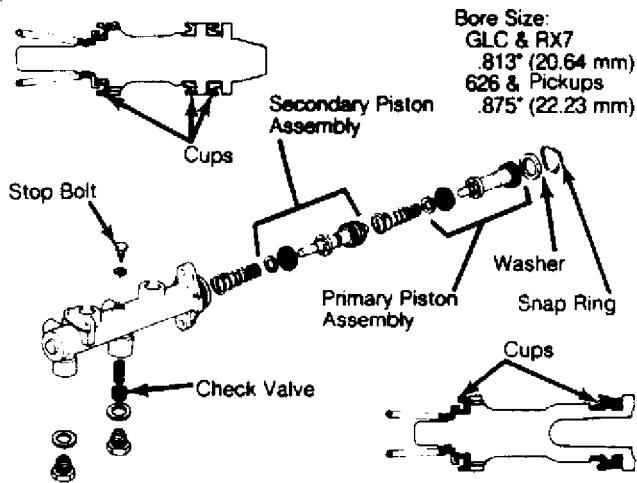 Bore Size:
GLC & RX7
.813" (20.64 mm)
626 & Pickups
.875" (22.23 mm)
Secondary Piston
Assembly
Cups
Stop Bolt
Washer
Primary Piston
Assembly
Snap Ring
Cups
Check Valve